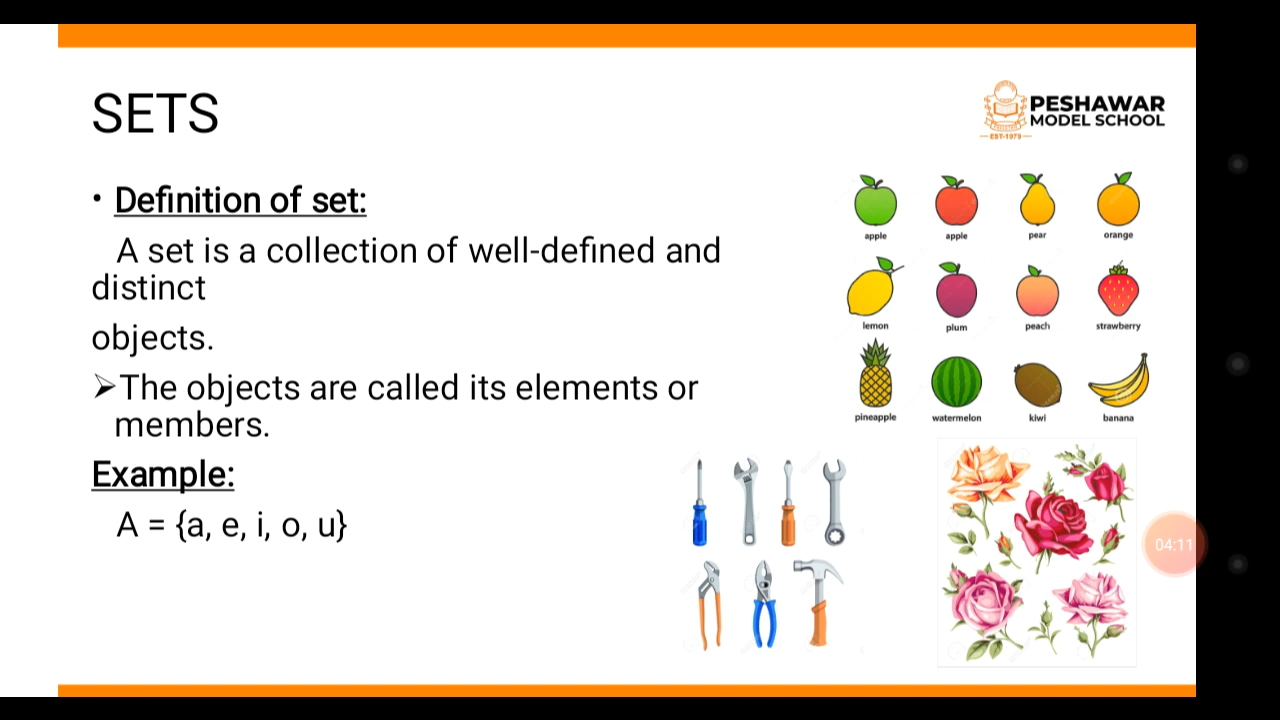 SETS
PESHAWAR
MODEL SCHOOL
EST-1979
• Definition of set:
A set is a collection of well-defined and
distinct
objects.
➢The objects are called its elements or
members.
Example:
A = {a, e, i, o, u}
apple apple pear orange
lemon plum peach strawberry
pineapple watermelon kiwi banana
04:11